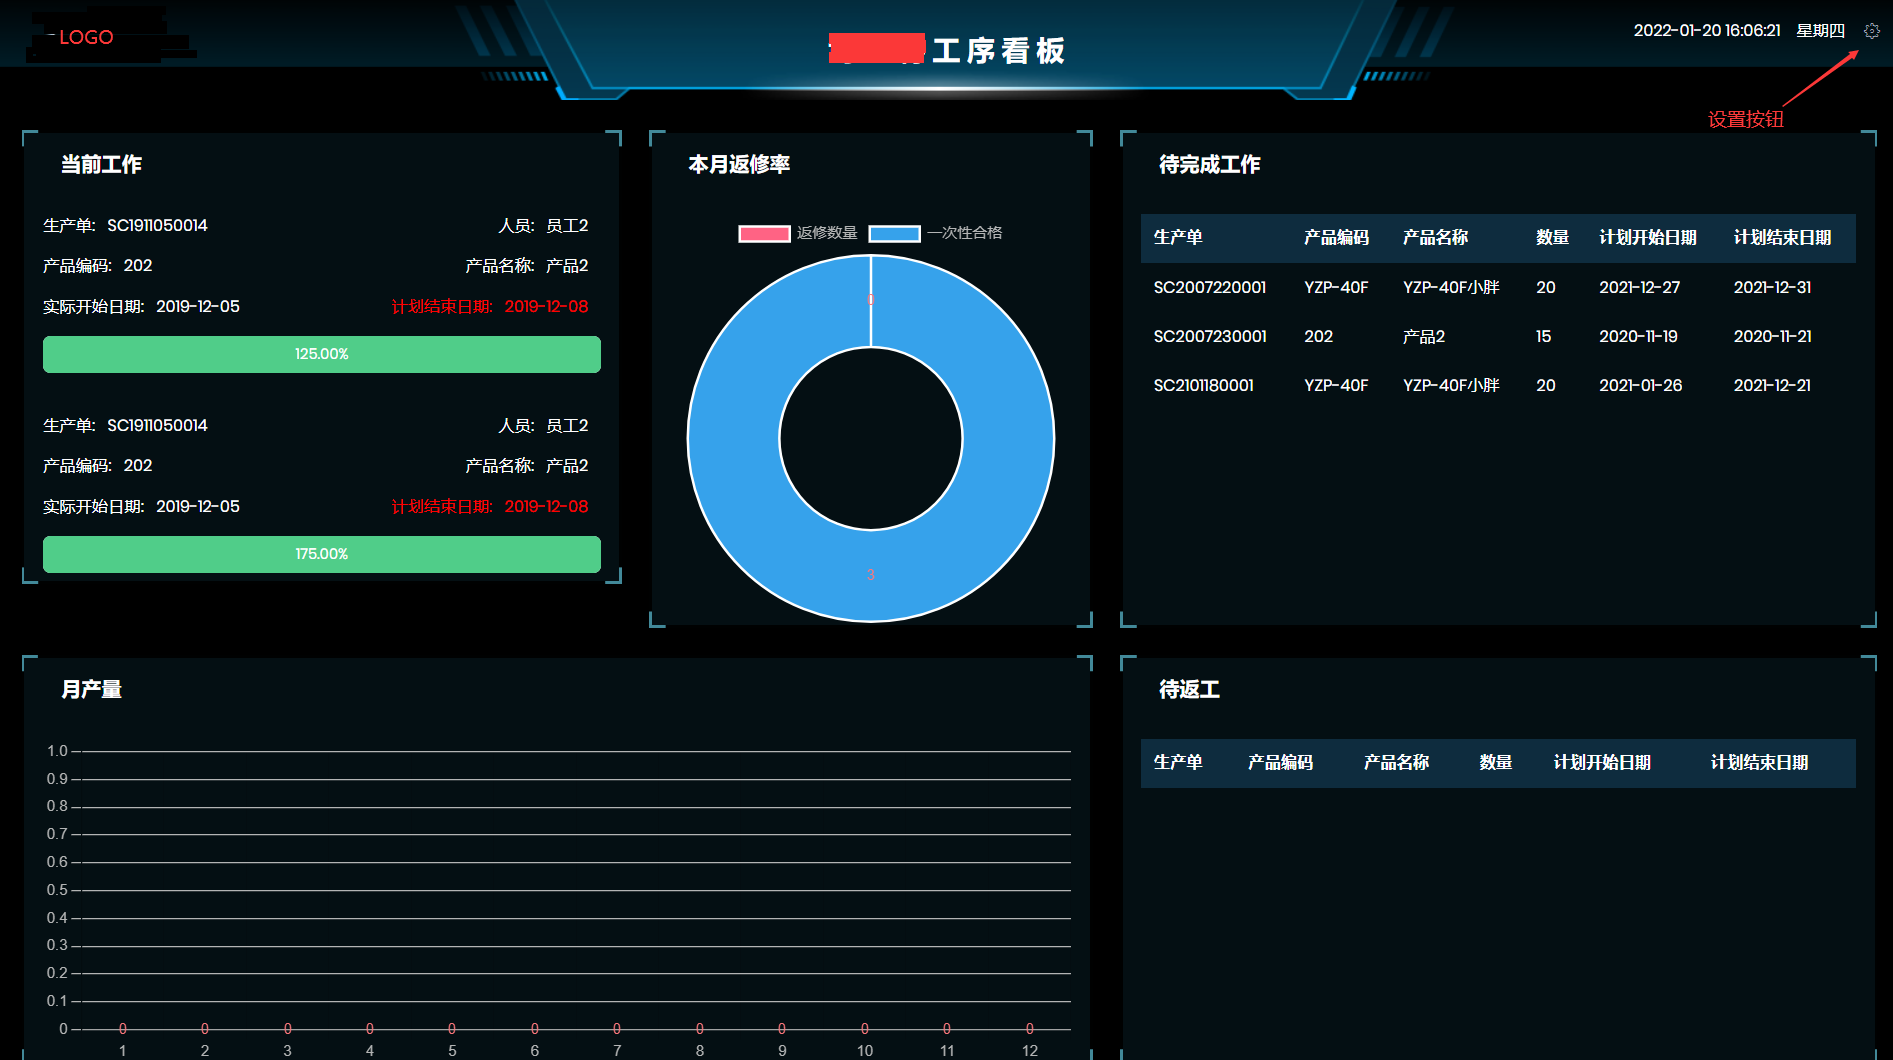 LOGO
工序看板
2022-01-20 16:06:21 星期四
设置按钮
当前工作
生产单: SC1911050014 人员: 员工2
产品编码: 202 产品名称: 产品2
实际开始日期: 2019-12-05 计划结束日期: 2019-12-08
125.00%
生产单: SC1911050014 人员: 员工2
产品编码: 202 产品名称: 产品2
实际开始日期: 2019-12-05 计划结束日期: 2019-12-08
175.00%
本月返修率
返修数量 一次性合格
0
3
待完成工作
生产单 产品编码 产品名称 数量 计划开始日期 计划结束日期
SC2007220001 YZP-40F YZP-40F小胖 20 2021-12-27 2021-12-31
SC2007230001 202 产品2 15 2020-11-19 2020-11-21
SC2101180001 YZP-40F YZP-40F小胖 20 2021-01-26 2021-12-21
月产量
1.0
0.9
0.8
0.7
0.6
0.5
0.4
0.3
0.2
0.1
0 0 0 0 0 0 0 0 0 0 0 0 0
1 2 3 4 5 6 7 8 9 10 11 12
待返工
生产单 产品编码 产品名称 数量 计划开始日期 计划结束日期